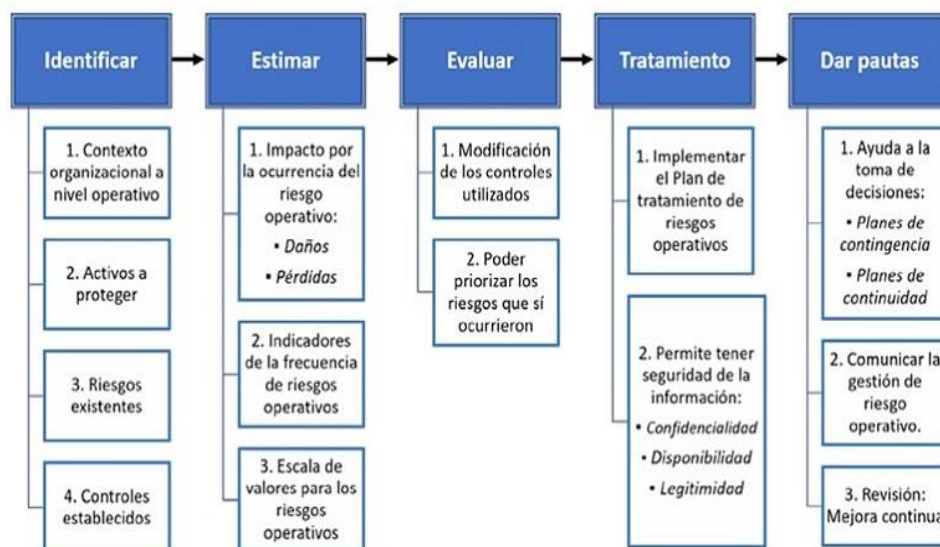 Identificar
Estimar
Evaluar
Tratamiento
Dar pautas
1. Contexto
organizacional a
nivel operativo
2. Activos a
proteger
3. Riesgos
existentes
4. Controles
establecidos
1. Impacto por
la ocurrencia del
riesgo
operativo:
• Daños
• Pérdidas
2. Indicadores
de la frecuencia
de riesgos
operativos
3. Escala de
valores para los
riesgos
operativos
1. Modificación
de los controles
utilizados
2. Poder
priorizar los
riesgos que sí
ocurrieron
1. Implementar
el Plan de
tratamiento de
riesgos
operativos
2. Permite tener
seguridad de la
información:
• Confidencialidad
• Disponibilidad
• Legitimidad
1. Ayuda a la
toma de
decisiones:
• Planes de
contingencia
• Planes de
continuidad
2. Comunicar la
gestión de
riesgo
operativo.
3. Revisión:
Mejora continua